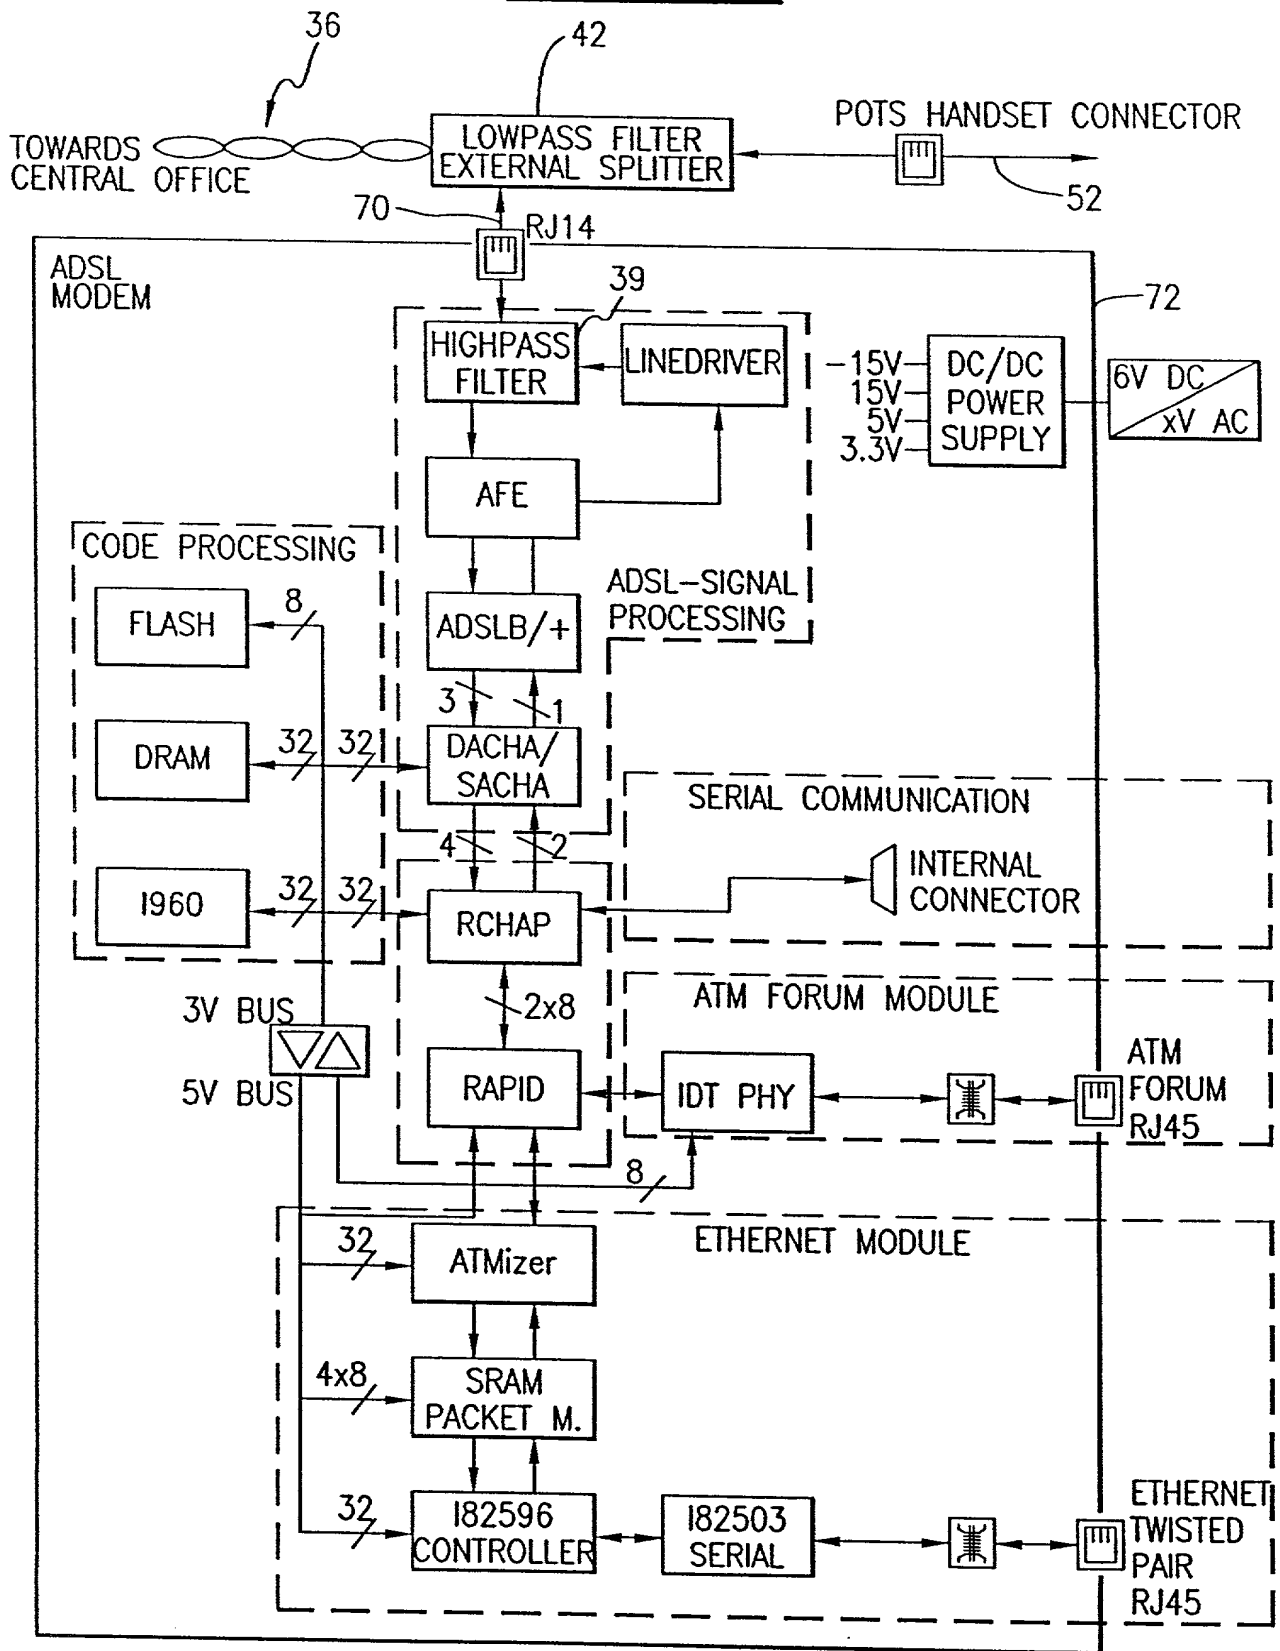 36
42
POTS HANDSET CONNECTOR
TOWARDS
CENTRAL OFFICE
LOWPASS FILTER
EXTERNAL SPLITTER
52
70
RJ14
ADSL
MODEM
39
72
HIGHPASS
FILTER
LINEDRIVER
-15V
15V
5V
3.3V
DC/DC
POWER
SUPPLY
6V DC
xV AC
AFE
CODE PROCESSING
ADSL-SIGNAL
PROCESSING
FLASH
8
ADSLB/+
3
1
DRAM
32
32
DACHA/
SACHA
SERIAL COMMUNICATION
4
2
I960
32
32
RCHAP
INTERNAL
CONNECTOR
2x8
ATM FORUM MODULE
3V BUS
5V BUS
RAPID
IDT PHY
ATM
FORUM
RJ45
8
ETHERNET MODULE
32
ATMizer
4x8
SRAM
PACKET M.
32
I82596
CONTROLLER
I82503
SERIAL
ETHERNET
TWISTED
PAIR
RJ45